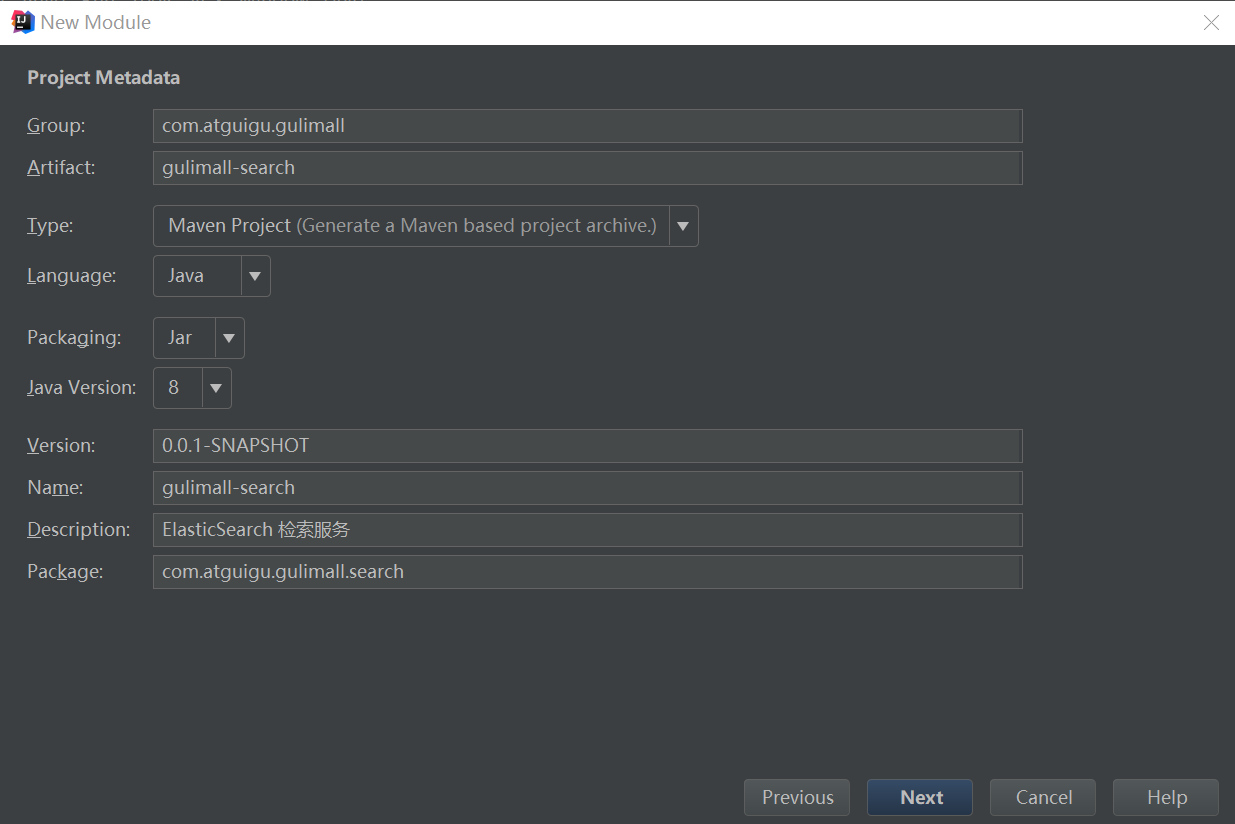 New Module
Project Metadata
Group: com.atguigu.gulimall
Artifact: gulimall-search
Type: Maven Project (Generate a Maven based project archive.)
Language: Java
Packaging: Jar
Java Version: 8
Version: 0.0.1-SNAPSHOT
Name: gulimall-search
Description: ElasticSearch 检索服务
Package: com.atguigu.gulimall.search
Previous Next Cancel Help